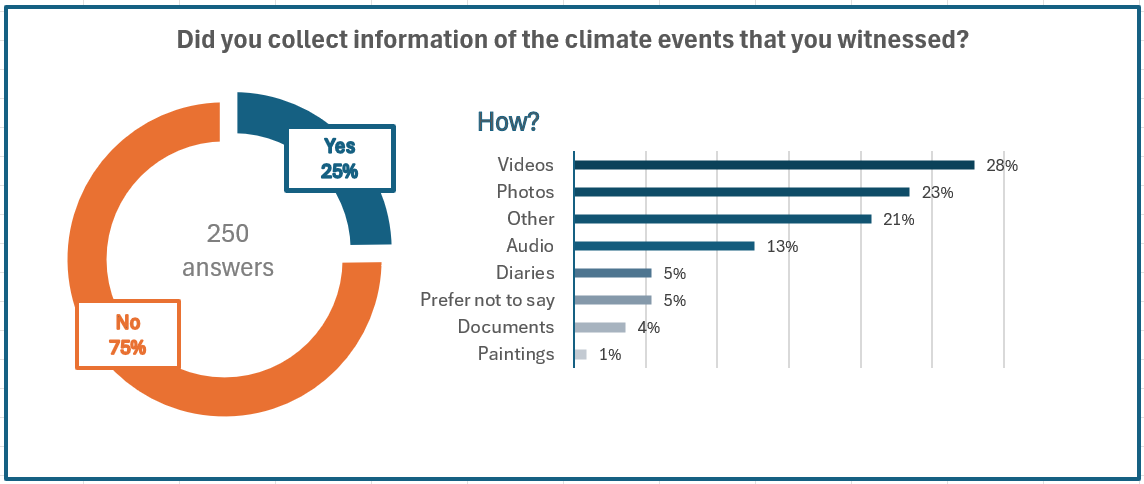 Did you collect information of the climate events that you witnessed?
Yes
25%
250
answers
No
75%
How?
Videos 28%
Photos 23%
Other 21%
Audio 13%
Diaries 5%
Prefer not to say 5%
Documents 4%
Paintings 1%